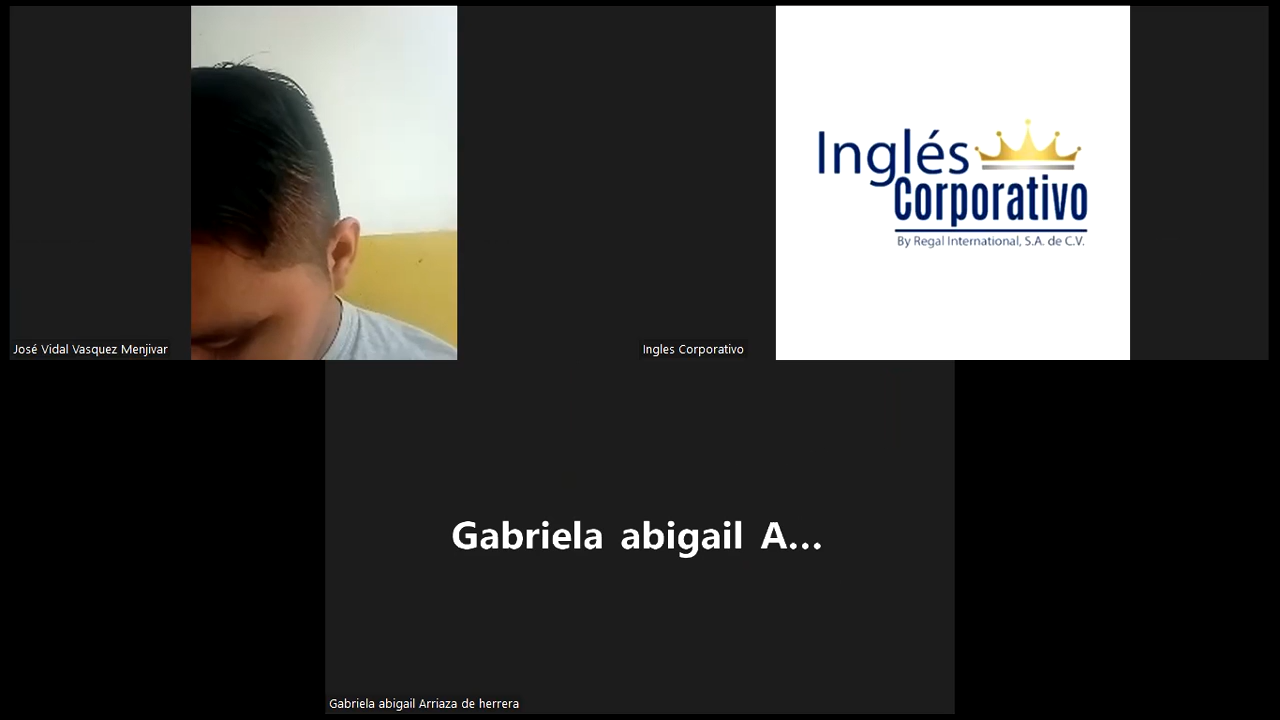 Inglés
Corporativo
By Regal International, S.A. de C.V.
José Vidal Vasquez Menjivar
Ingles Corporativo
Gabriela abigail A...
Gabriela abigail Arriaza de herrera